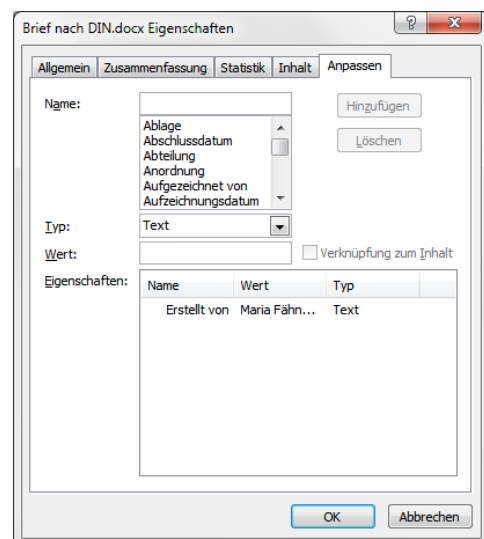 Brief nach DIN.docx Eigenschaften
Allgemein Zusammenfassung Statistik Inhalt Anpassen
Name:
Hinzufügen
Ablage
Abschlussdatum
Abteilung
Anordnung
Aufgezeichnet von
Aufzeichnungsdatum
Löschen
Typ:
Text
Wert:
Verknüpfung zum Inhalt
Eigenschaften:
Name Wert Typ
Erstellt von Maria Fähn... Text
OK Abbrechen